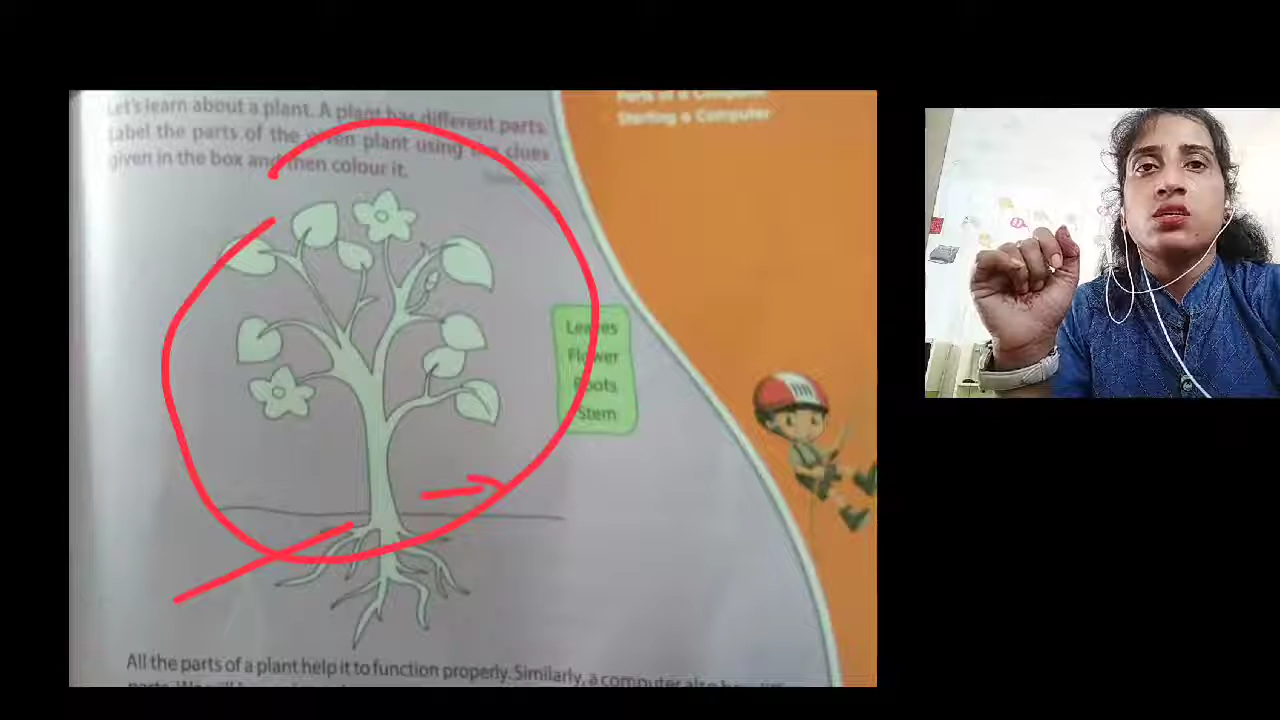 Let's learn about a plant. A plant has different parts.
Label the parts of the given plant using the clues
given in the box and then colour it.
Parts of a Computer
Starting a Computer
Leaves
Flower
Roots
Stem
All the parts of a plant help it to function properly. Similarly, a computer also